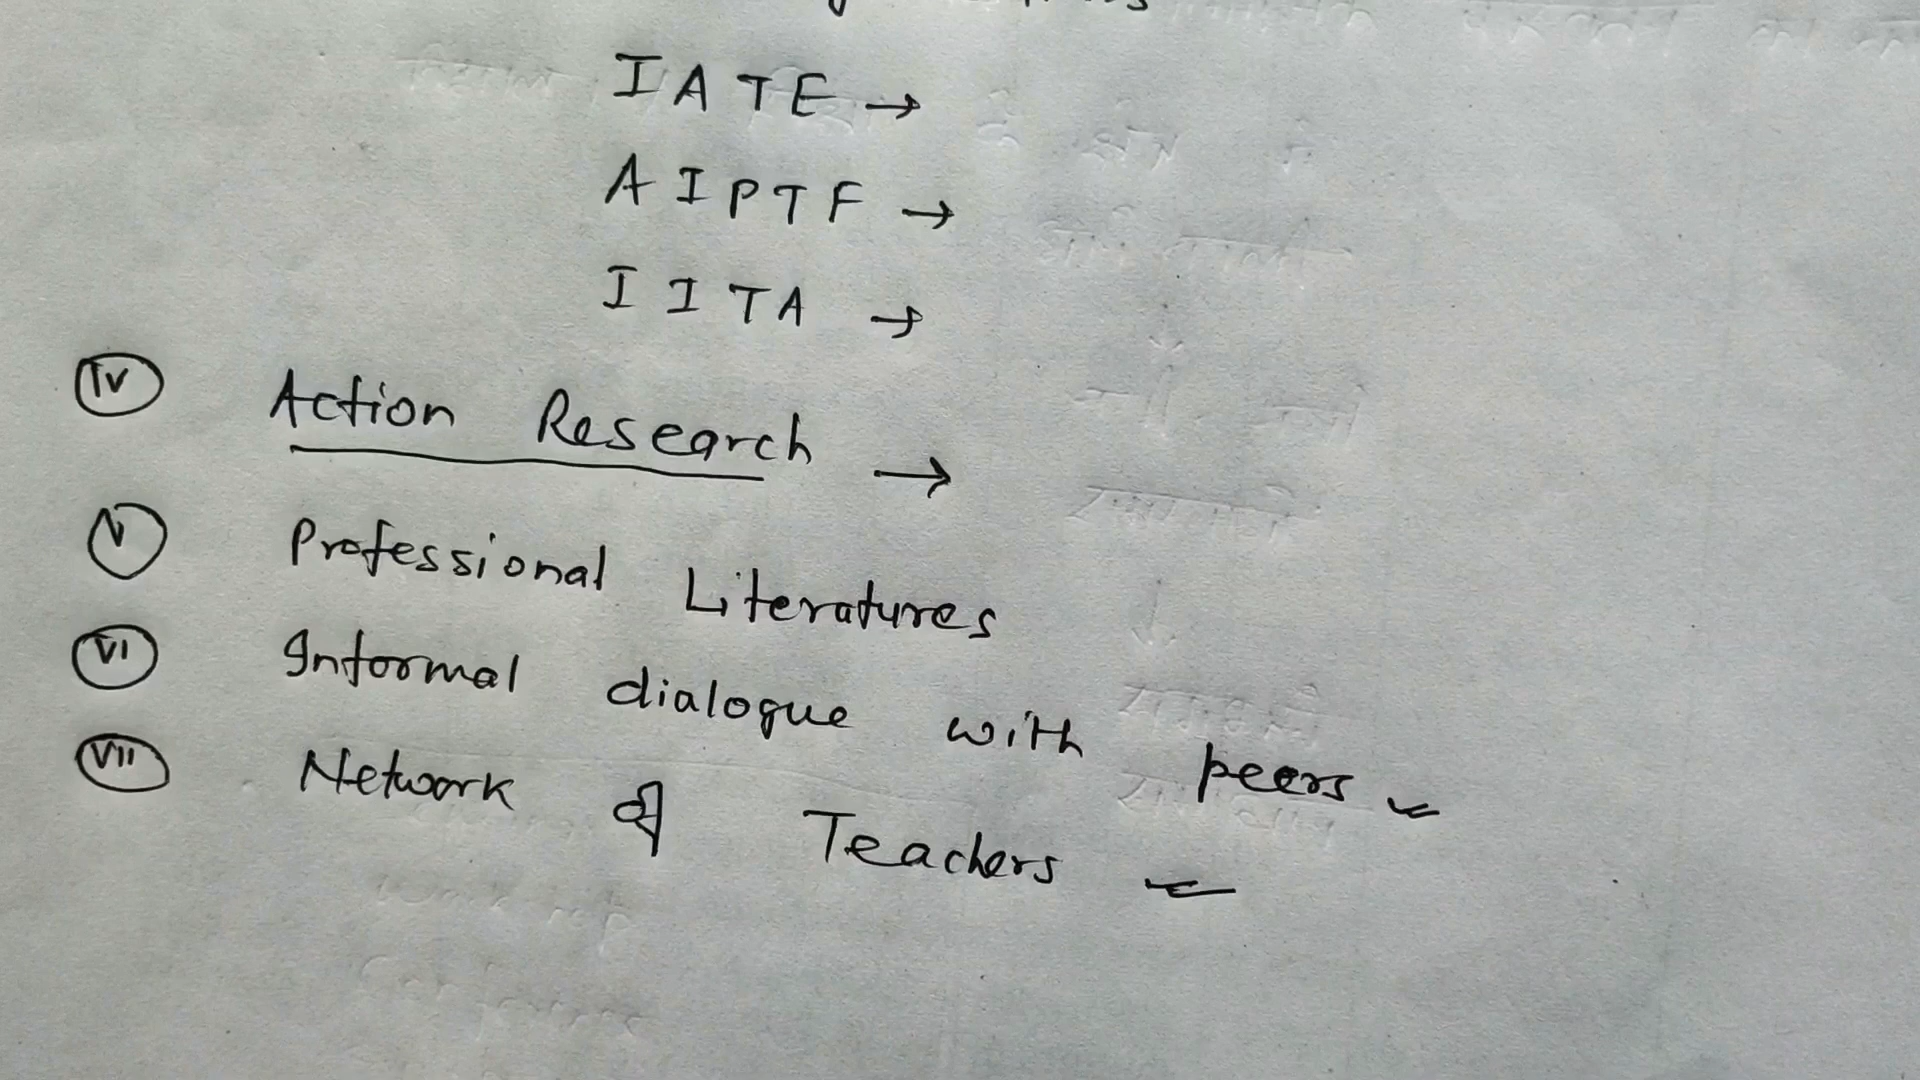 IATE →
AIPTF →
IITA →
(iv) Action Research →
(v) Professional Literatures
(vi) Informal dialogue with peers
(vii) Network of Teachers